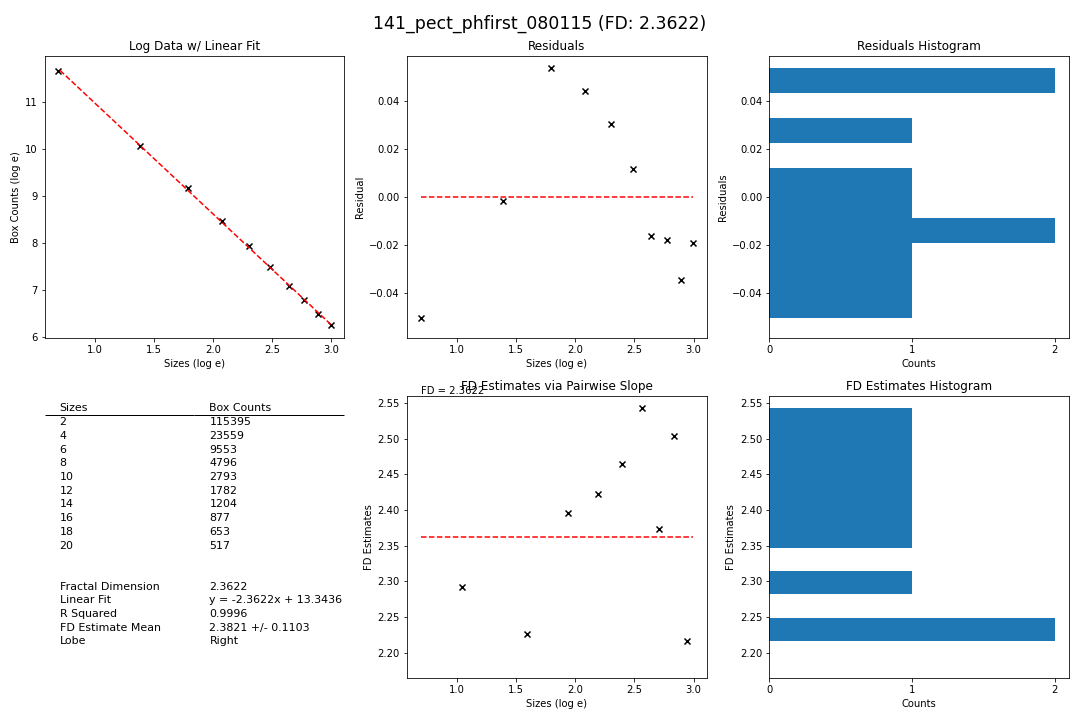 141_pect_phfirst_080115 (FD: 2.3622)
Log Data w/ Linear Fit
Box Counts (log e)
11
10
9
8
7
6
1.0 1.5 2.0 2.5 3.0
Sizes (log e)
Residuals
Residual
0.04
0.02
0.00
−0.02
−0.04
1.0 1.5 2.0 2.5 3.0
Sizes (log e)
Residuals Histogram
Residuals
0.04
0.02
0.00
−0.02
−0.04
0 1 2
Counts
Sizes Box Counts
2 115395
4 23559
6 9553
8 4796
10 2793
12 1782
14 1204
16 877
18 653
20 517
Fractal Dimension 2.3622
Linear Fit y = -2.3622x + 13.3436
R Squared 0.9996
FD Estimate Mean 2.3821 +/- 0.1103
Lobe Right
FD Estimates via Pairwise Slope
FD = 2.3622
FD Estimates
2.55
2.50
2.45
2.40
2.35
2.30
2.25
2.20
1.0 1.5 2.0 2.5 3.0
Sizes (log e)
FD Estimates Histogram
FD Estimates
2.55
2.50
2.45
2.40
2.35
2.30
2.25
2.20
0 1 2
Counts